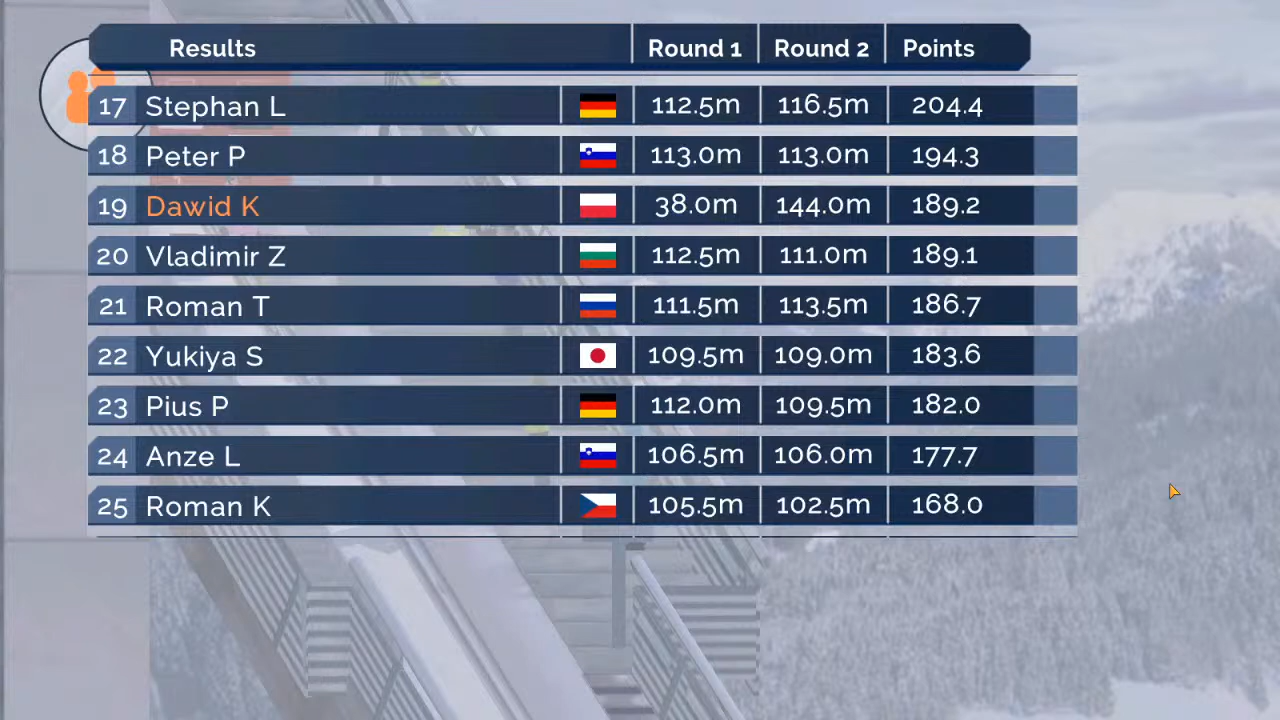 Results Round 1 Round 2 Points
17 Stephan L 112.5m 116.5m 204.4
18 Peter P 113.0m 113.0m 194.3
19 Dawid K 38.0m 144.0m 189.2
20 Vladimir Z 112.5m 111.0m 189.1
21 Roman T 111.5m 113.5m 186.7
22 Yukiya S 109.5m 109.0m 183.6
23 Pius P 112.0m 109.5m 182.0
24 Anze L 106.5m 106.0m 177.7
25 Roman K 105.5m 102.5m 168.0